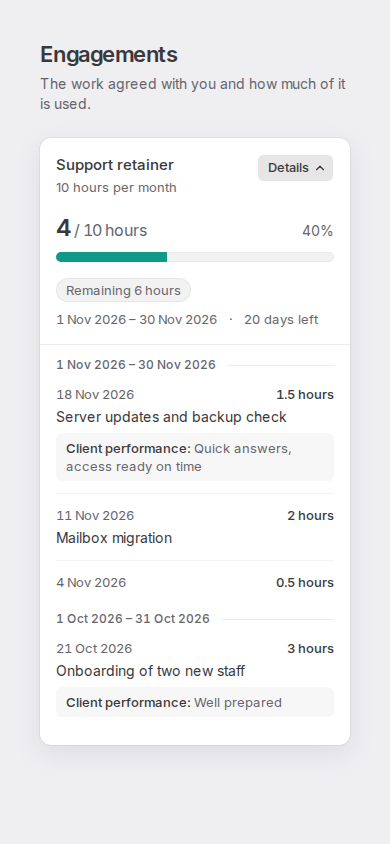 Engagements
The work agreed with you and how much of it
is used.
Support retainer
Details
10 hours per month
4 / 10 hours
40%
Remaining 6 hours
1 Nov 2026 – 30 Nov 2026 · 20 days left
1 Nov 2026 – 30 Nov 2026
18 Nov 2026
1.5 hours
Server updates and backup check
Client performance: Quick answers,
access ready on time
11 Nov 2026
2 hours
Mailbox migration
4 Nov 2026
0.5 hours
1 Oct 2026 – 31 Oct 2026
21 Oct 2026
3 hours
Onboarding of two new staff
Client performance: Well prepared